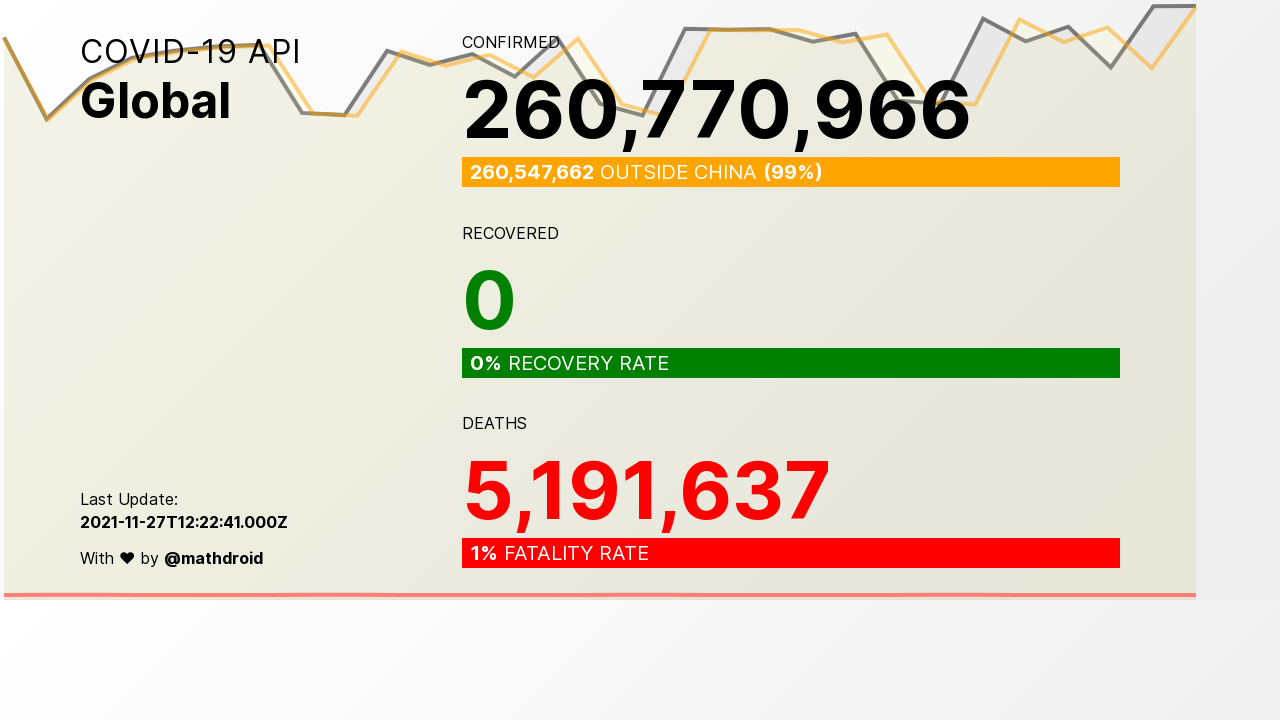 COVID-19 API
Global
CONFIRMED
260,770,966
260,547,662 OUTSIDE CHINA (99%)
RECOVERED
0
0% RECOVERY RATE
DEATHS
5,191,637
1% FATALITY RATE
Last Update:
2021-11-27T12:22:41.000Z
With ♥ by @mathdroid